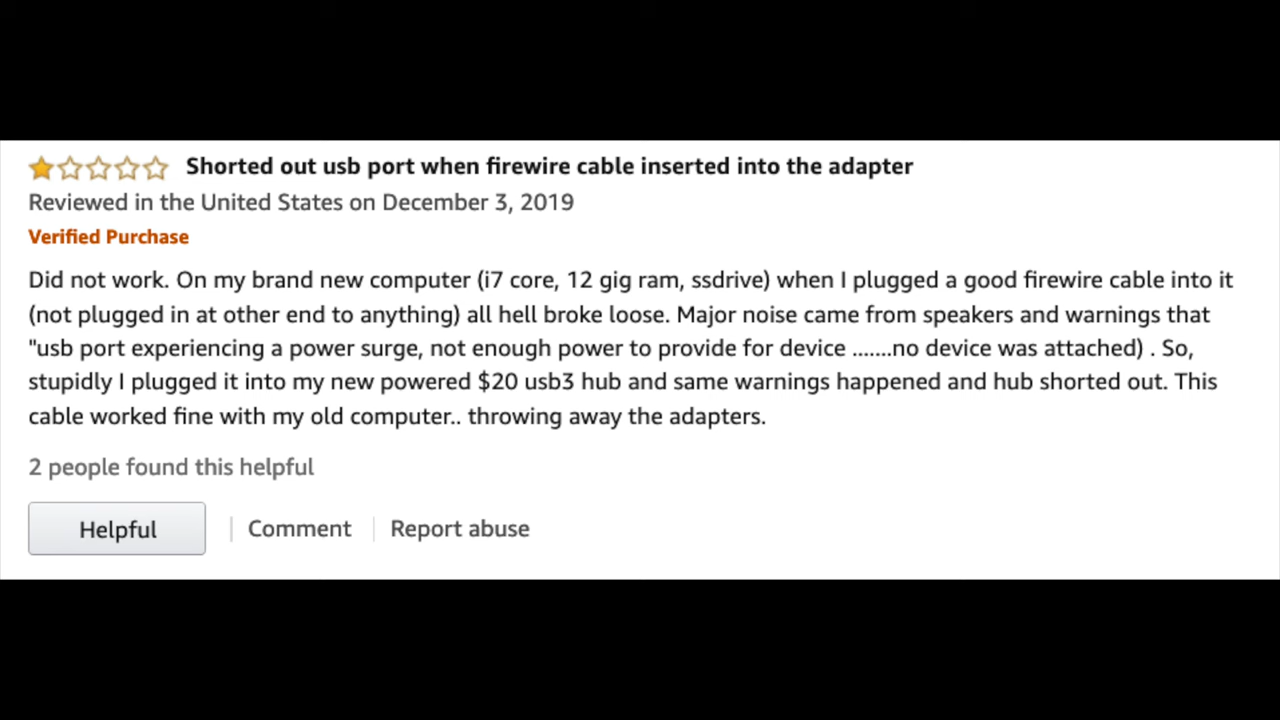 Shorted out usb port when firewire cable inserted into the adapter
Reviewed in the United States on December 3, 2019
Verified Purchase
Did not work. On my brand new computer (i7 core, 12 gig ram, ssdrive) when I plugged a good firewire cable into it
(not plugged in at other end to anything) all hell broke loose. Major noise came from speakers and warnings that
"usb port experiencing a power surge, not enough power to provide for device .......no device was attached) . So,
stupidly I plugged it into my new powered $20 usb3 hub and same warnings happened and hub shorted out. This
cable worked fine with my old computer.. throwing away the adapters.
2 people found this helpful
Helpful
Comment
Report abuse